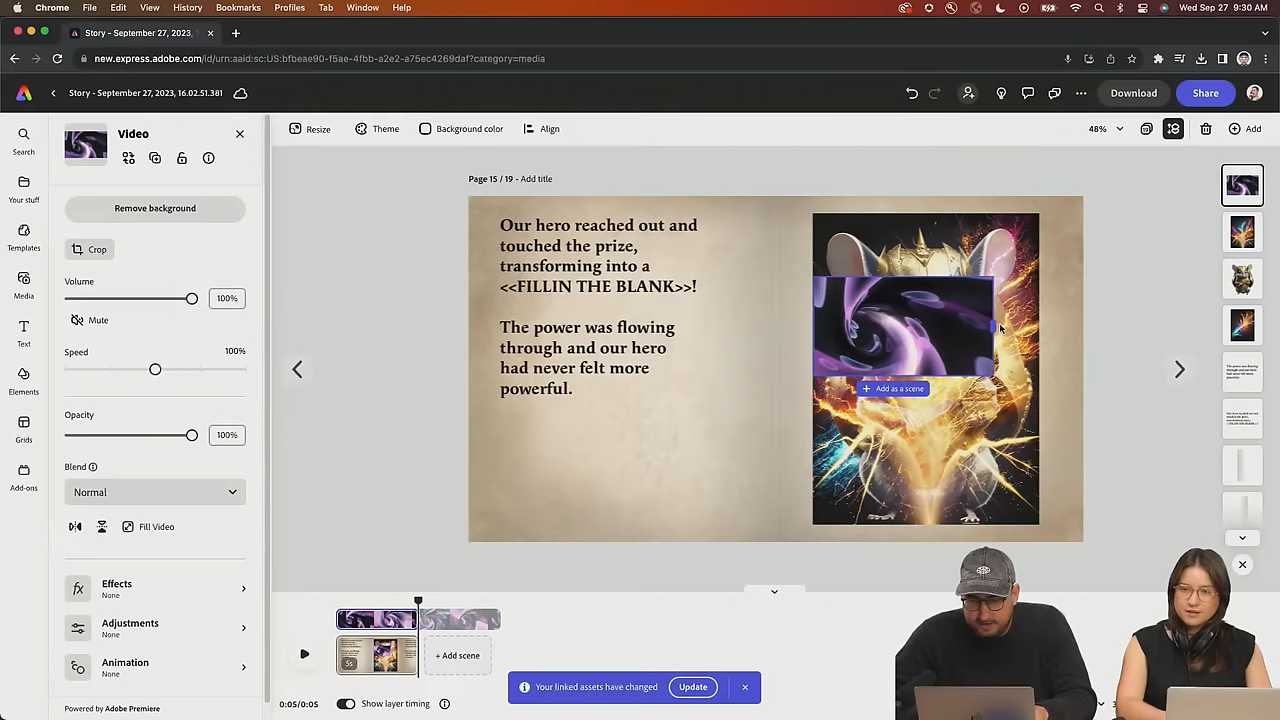 Chrome File Edit View History Bookmarks Profiles Tab Window Help Wed Sep 27 9:30 AM
Story - September 27, 2023,
new.express.adobe.com/id/urn:aaid:sc:US:bfbeae90-f5ae-4fbb-a2e2-a75ec4269daf?category=media
Story - September 27, 2023, 16.02.51.381 Download Share
Search
Your stuff
Templates
Media
Text
Elements
Grids
Add-ons
Video
Remove background
Crop
Volume
100%
Mute
Speed 100%
Opacity
100%
Blend
Normal
Fill Video
Effects
None
Adjustments
None
Animation
None
Powered by Adobe Premiere
Resize Theme Background color Align 48% Add
Page 15 / 19 - Add title
Our hero reached out and
touched the prize,
transforming into a
<<FILLIN THE BLANK>>!
The power was flowing
through and our hero
had never felt more
powerful.
Add as a scene
5s
+ Add scene
Your linked assets have changed Update
0:05/0:05 Show layer timing